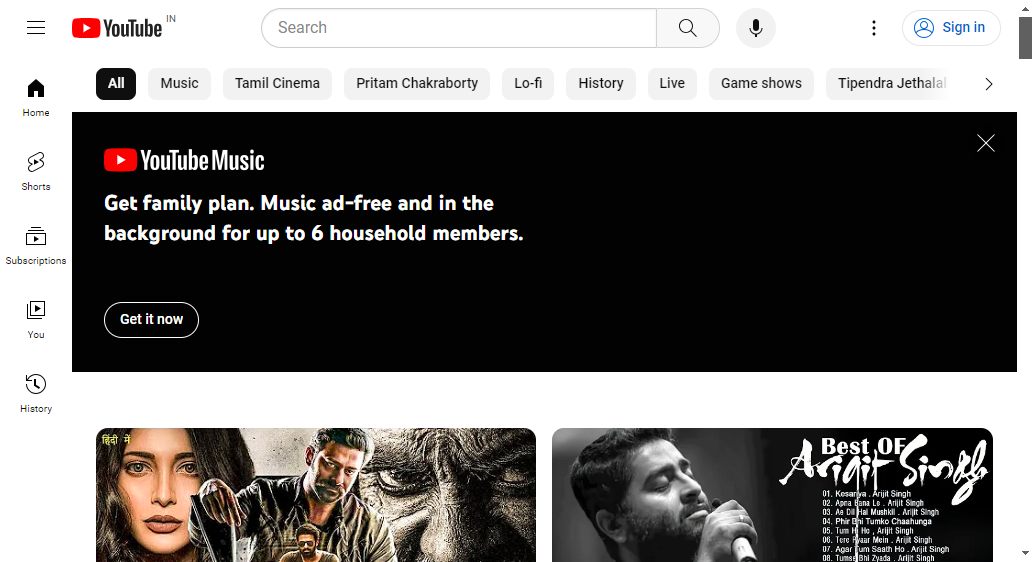 YouTube IN
Search
Sign in
All
Music
Tamil Cinema
Pritam Chakraborty
Lo-fi
History
Live
Game shows
Tipendra Jethalal
Home
Shorts
Subscriptions
You
History
YouTube Music
Get family plan. Music ad-free and in the
background for up to 6 household members.
Get it now
हिंदी में
Best OF
Arijit Singh
01. Kesariya . Arijit Singh
02. Apna Bana Le . Arijit Singh
03. Ae Dil Hai Mushkil . Arijit Singh
04. Phir Bhi Tumko Chaahunga
05. Tum Hi Ho , Arijit Singh
06. Tere Pyaar Mein . Arijit Singh
07. Agar Tum Saath Ho . Arijit Singh
08. Tumse Bhi Zyada . Arijit Singh